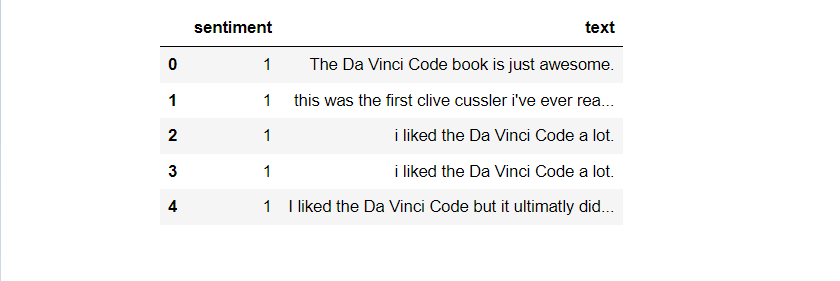 sentiment text
0 1 The Da Vinci Code book is just awesome.
1 1 this was the first clive cussler i've ever rea...
2 1 i liked the Da Vinci Code a lot.
3 1 i liked the Da Vinci Code a lot.
4 1 I liked the Da Vinci Code but it ultimatly did...